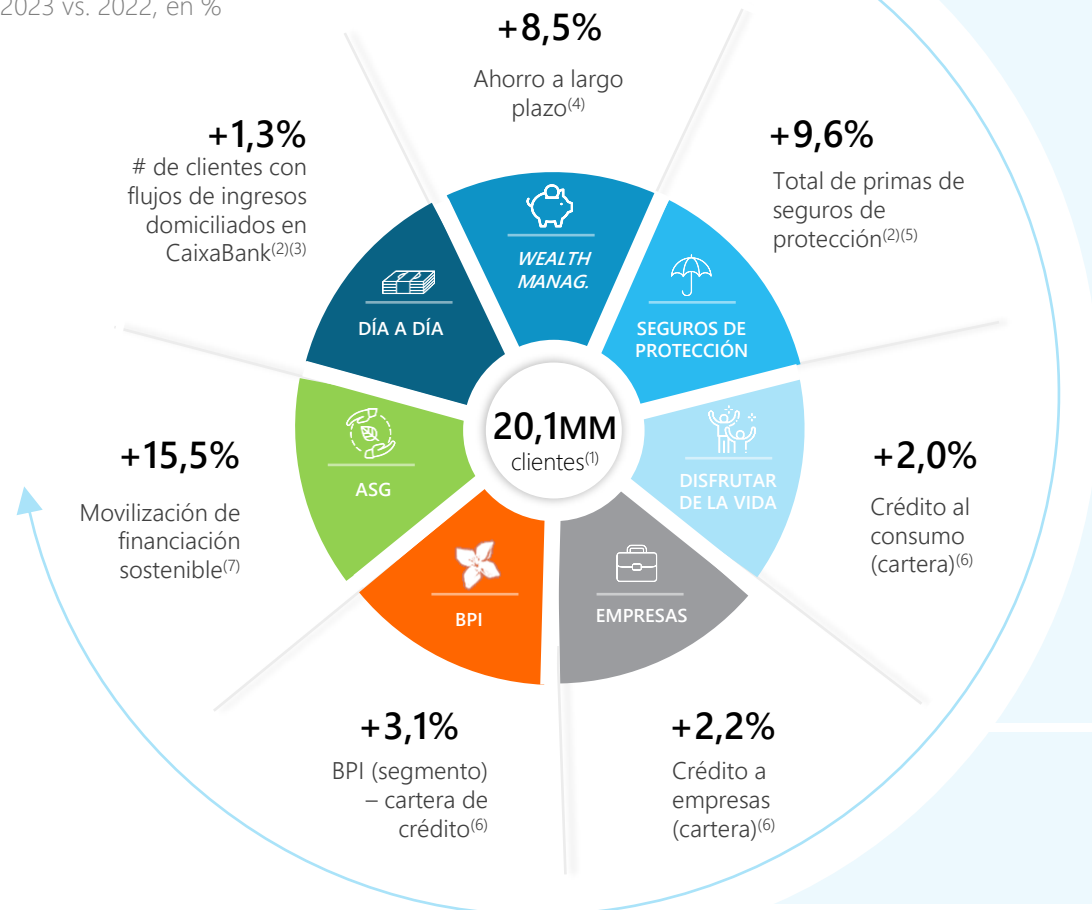 2023 vs. 2022, en %
+8,5%
Ahorro a largo
plazo(4)
+1,3%
# de clientes con
flujos de ingresos
domiciliados en
CaixaBank(2)(3)
+9,6%
Total de primas de
seguros de
protección(2)(5)
WEALTH
MANAG.
DÍA A DÍA
SEGUROS DE
PROTECCIÓN
20,1MM
clientes(1)
+15,5%
Movilización de
financiación
sostenible(7)
ASG
DISFRUTAR
DE LA VIDA
+2,0%
Crédito al
consumo
(cartera)(6)
BPI
EMPRESAS
+3,1%
BPI (segmento)
– cartera de
crédito(6)
+2,2%
Crédito a
empresas
(cartera)(6)